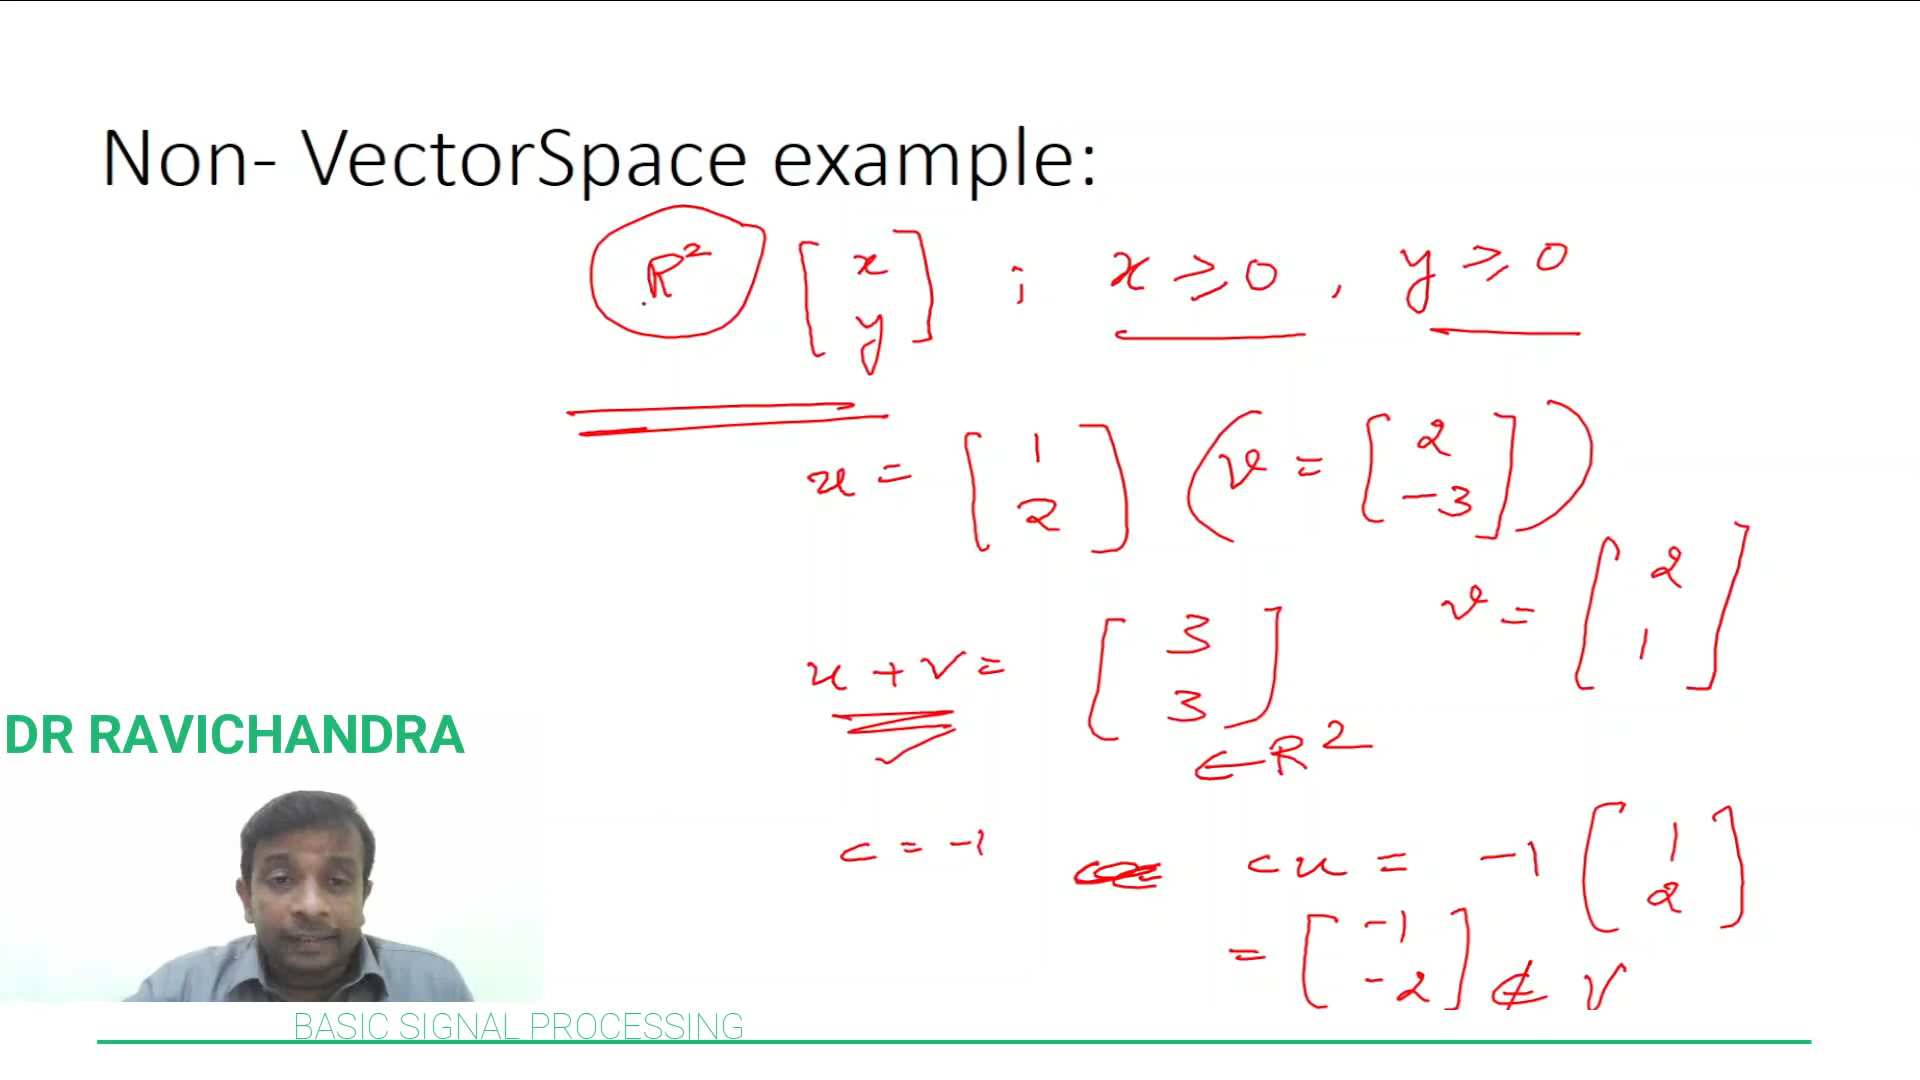 Non- VectorSpace example:
R² [x y] ; x ≥ 0 , y ≥ 0
u = [1 2] (v = [2 -3])
v = [2 1]
u + v = [3 3]
∈ R²
DR RAVICHANDRA
c = -1 cu = -1 [1 2]
= [-1 -2] ∉ V
BASIC SIGNAL PROCESSING